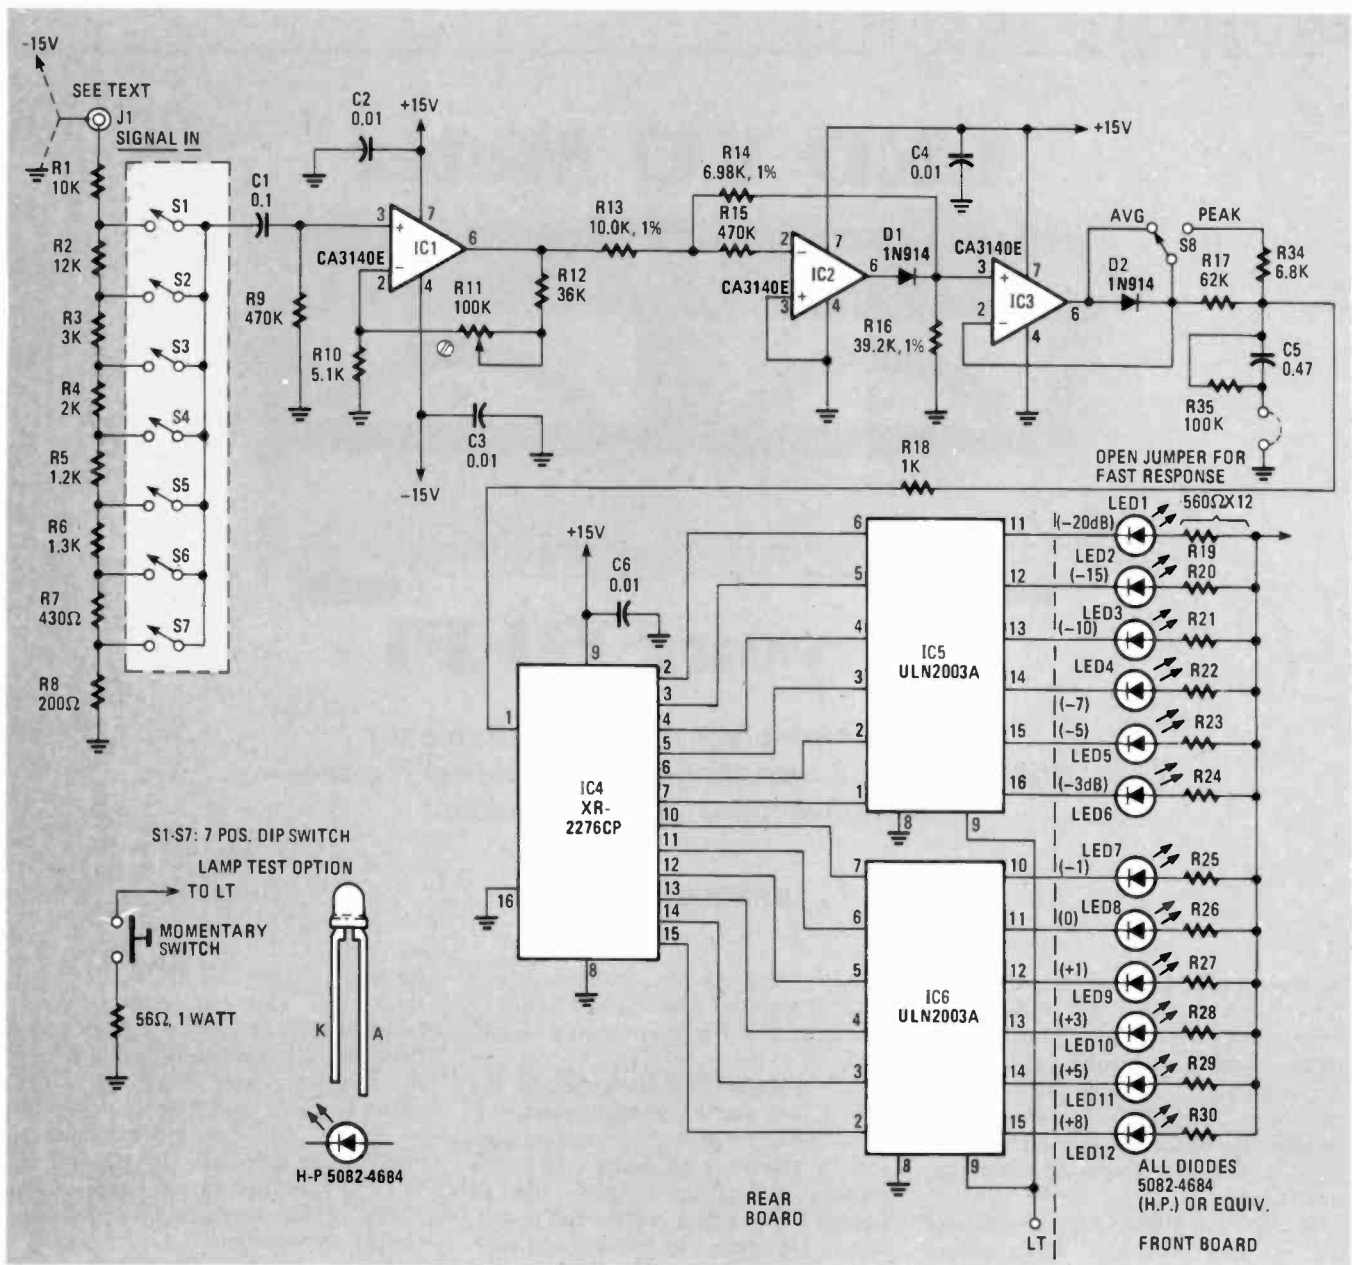 -15V
SEE TEXT
J1
SIGNAL IN
R1
10K
S1
R2
12K
S2
R3
3K
S3
R4
2K
S4
R5
1.2K
S5
R6
1.3K
S6
R7
430Ω
S7
R8
200Ω
C1
0.1
R9
470K
C2
0.01
+15V
3
+
7
IC1
6
CA3140E
−
2
4
R11
100K
R12
36K
R10
5.1K
C3
0.01
−15V
R13
10.0K, 1%
R14
6.98K, 1%
R15
470K
2
−
7
IC2
6
CA3140E
+
3
4
D1
1N914
R16
39.2K, 1%
C4
0.01
+15V
CA3140E
3
+
7
IC3
6
2
−
4
AVG
PEAK
S8
D2
1N914
R17
62K
R34
6.8K
C5
0.47
R35
100K
OPEN JUMPER FOR
FAST RESPONSE
R18
1K
+15V
C6
0.01
9
1
IC4
XR-
2276CP
16
8
2
3
4
5
6
7
10
11
12
13
14
15
6
5
4
3
2
1
IC5
ULN2003A
8
9
11
12
13
14
15
16
7
6
5
4
3
2
IC6
ULN2003A
8
9
10
11
12
13
14
15
(−20dB)
LED1
560ΩX12
R19
(−15)
LED2
R20
(−10)
LED3
R21
(−7)
LED4
R22
(−5)
LED5
R23
(−3dB)
LED6
R24
(−1)
LED7
R25
(0)
LED8
R26
(+1)
LED9
R27
(+3)
LED10
R28
(+5)
LED11
R29
(+8)
LED12
R30
ALL DIODES
5082-4684
(H.P.) OR EQUIV.
S1-S7: 7 POS. DIP SWITCH
LAMP TEST OPTION
TO LT
MOMENTARY
SWITCH
56Ω, 1 WATT
K
A
H-P 5082-4684
REAR
BOARD
LT
FRONT BOARD